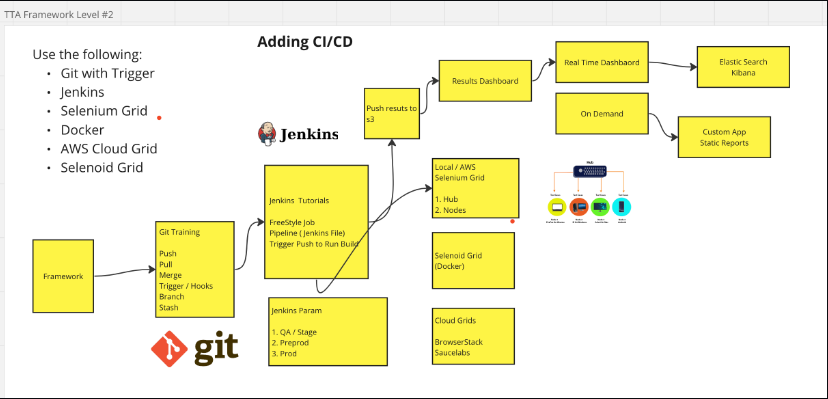 TTA Framework Level #2
Adding CI/CD
Use the following:
• Git with Trigger
• Jenkins
• Selenium Grid
• Docker
• AWS Cloud Grid
• Selenoid Grid
Framework
Git Training
Push
Pull
Merge
Trigger / Hooks
Branch
Stash
git
Jenkins
Jenkins Tutorials
FreeStyle Job
Pipeline ( Jenkins File)
Trigger Push to Run Build
Jenkins Param
1. QA / Stage
2. Preprod
3. Prod
Push resuts to
s3
Results Dashboard
Real Time Dashbaord
Elastic Search
Kibana
On Demand
Custom App
Static Reports
Local / AWS
Selenium Grid
1. Hub
2. Nodes
Selenoid Grid
(Docker)
Cloud Grids
BrowserStack
Saucelabs